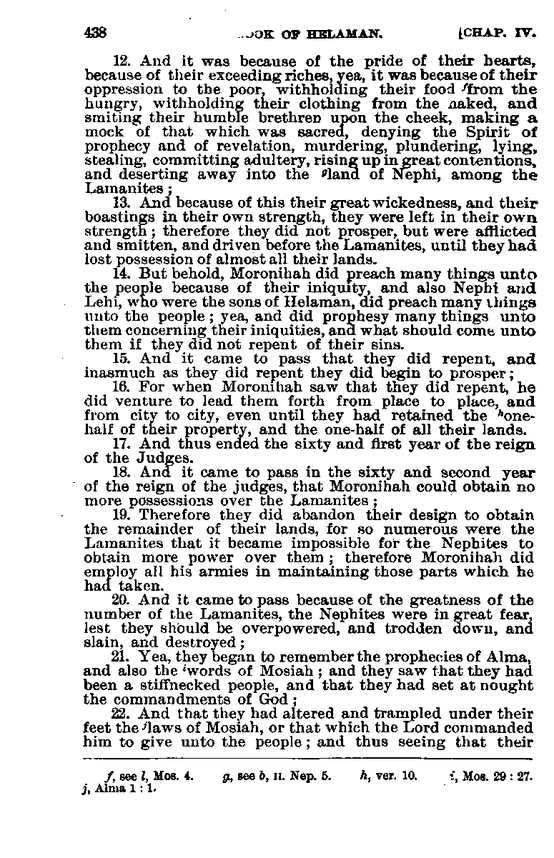 438 BOOK OF HELAMAN. [CHAP. IV.
12. And it was because of the pride of their hearts,
because of their exceeding riches, yea, it was because of their
oppression to the poor, withholding their food ᶠfrom the
hungry, withholding their clothing from the naked, and
smiting their humble brethren upon the cheek, making a
mock of that which was sacred, denying the Spirit of
prophecy and of revelation, murdering, plundering, lying,
stealing, committing adultery, rising up in great contentions,
and deserting away into the ᵍland of Nephi, among the
Lamanites;
13. And because of this their great wickedness, and their
boastings in their own strength, they were left in their own
strength; therefore they did not prosper, but were afflicted
and smitten, and driven before the Lamanites, until they had
lost possession of almost all their lands.
14. But behold, Moronihah did preach many things unto
the people because of their iniquity, and also Nephi and
Lehi, who were the sons of Helaman, did preach many things
unto the people; yea, and did prophesy many things unto
them concerning their iniquities, and what should come unto
them if they did not repent of their sins.
15. And it came to pass that they did repent, and
inasmuch as they did repent they did begin to prosper;
16. For when Moronihah saw that they did repent, he
did venture to lead them forth from place to place, and
from city to city, even until they had retained the ʰone-
half of their property, and the one-half of all their lands.
17. And thus ended the sixty and first year of the reign
of the Judges.
18. And it came to pass in the sixty and second year
of the reign of the judges, that Moronihah could obtain no
more possessions over the Lamanites;
19. Therefore they did abandon their design to obtain
the remainder of their lands, for so numerous were the
Lamanites that it became impossible for the Nephites to
obtain more power over them; therefore Moronihah did
employ all his armies in maintaining those parts which he
had taken.
20. And it came to pass because of the greatness of the
number of the Lamanites, the Nephites were in great fear,
lest they should be overpowered, and trodden down, and
slain, and destroyed;
21. Yea, they began to remember the prophecies of Alma,
and also the ⁱwords of Mosiah; and they saw that they had
been a stiffnecked people, and that they had set at nought
the commandments of God;
22. And that they had altered and trampled under their
feet the ʲlaws of Mosiah, or that which the Lord commanded
him to give unto the people; and thus seeing that their
f, see l, Mos. 4. g, see b, II. Nep. 5. h, ver. 10. i, Mos. 29 : 27.
j, Alma 1 : 1.